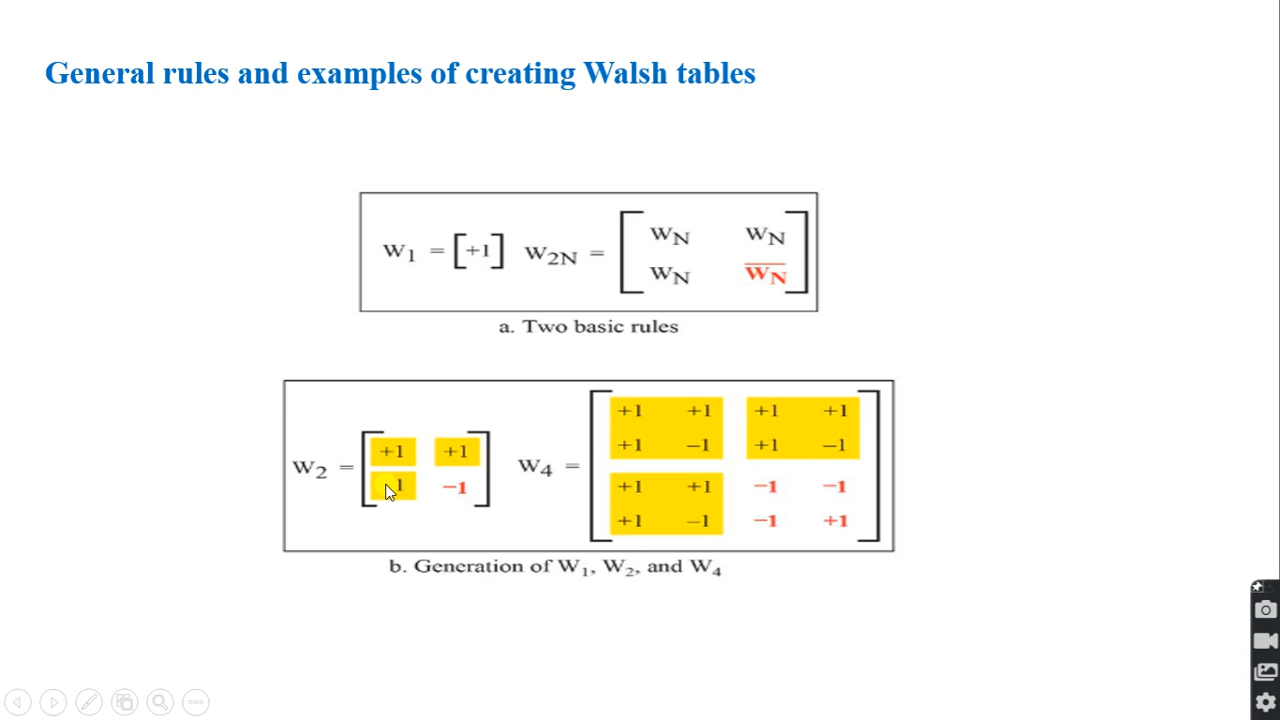 General rules and examples of creating Walsh tables
W₁ = [+1] W₂N = [
WN WN
WN W̅N̅
]
a. Two basic rules
W₂ = [
+1 +1
1 −1
]
W₄ = [
+1 +1 +1 +1
+1 −1 +1 −1
+1 +1 −1 −1
+1 −1 −1 +1
]
b. Generation of W₁, W₂, and W₄